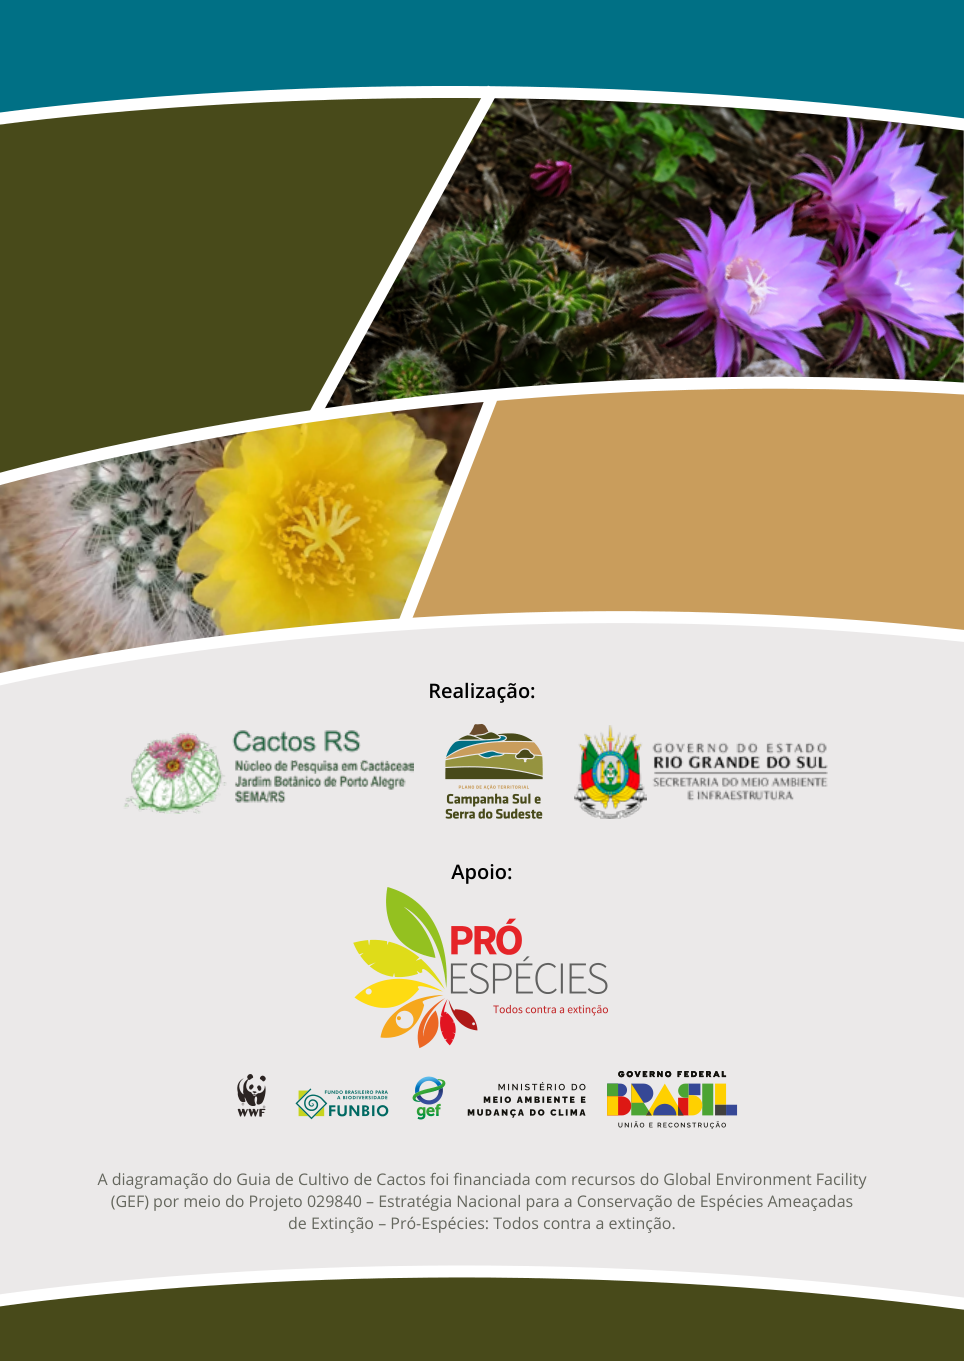 Realização:
Cactos RS
Núcleo de Pesquisa em Cactáceas
Jardim Botânico de Porto Alegre
SEMA/RS
PLANO DE AÇÃO TERRITORIAL
Campanha Sul e
Serra do Sudeste
GOVERNO DO ESTADO
RIO GRANDE DO SUL
SECRETARIA DO MEIO AMBIENTE
E INFRAESTRUTURA
Apoio:
PRÓ
ESPÉCIES
Todos contra a extinção
WWF
FUNDO BRASILEIRO PARA
A BIODIVERSIDADE
FUNBIO
gef
MINISTÉRIO DO
MEIO AMBIENTE E
MUDANÇA DO CLIMA
GOVERNO FEDERAL
BRASIL
UNIÃO E RECONSTRUÇÃO
A diagramação do Guia de Cultivo de Cactos foi financiada com recursos do Global Environment Facility
(GEF) por meio do Projeto 029840 – Estratégia Nacional para a Conservação de Espécies Ameaçadas
de Extinção – Pró-Espécies: Todos contra a extinção.